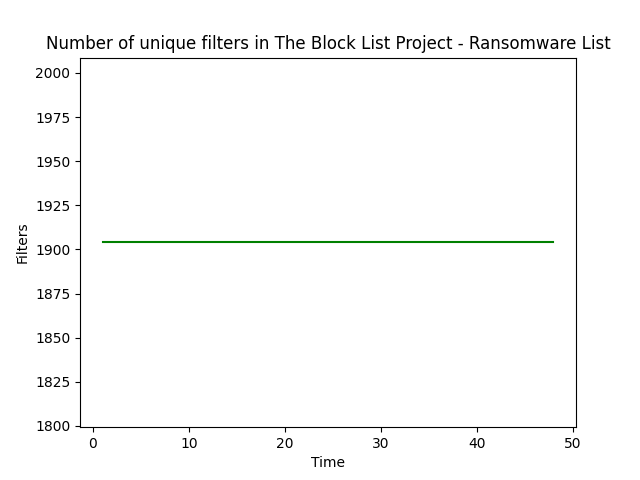 Number of unique filters in The Block List Project - Ransomware List
2000
1975
1950
1925
1900
1875
1850
1825
1800
Filters
0 10 20 30 40 50
Time